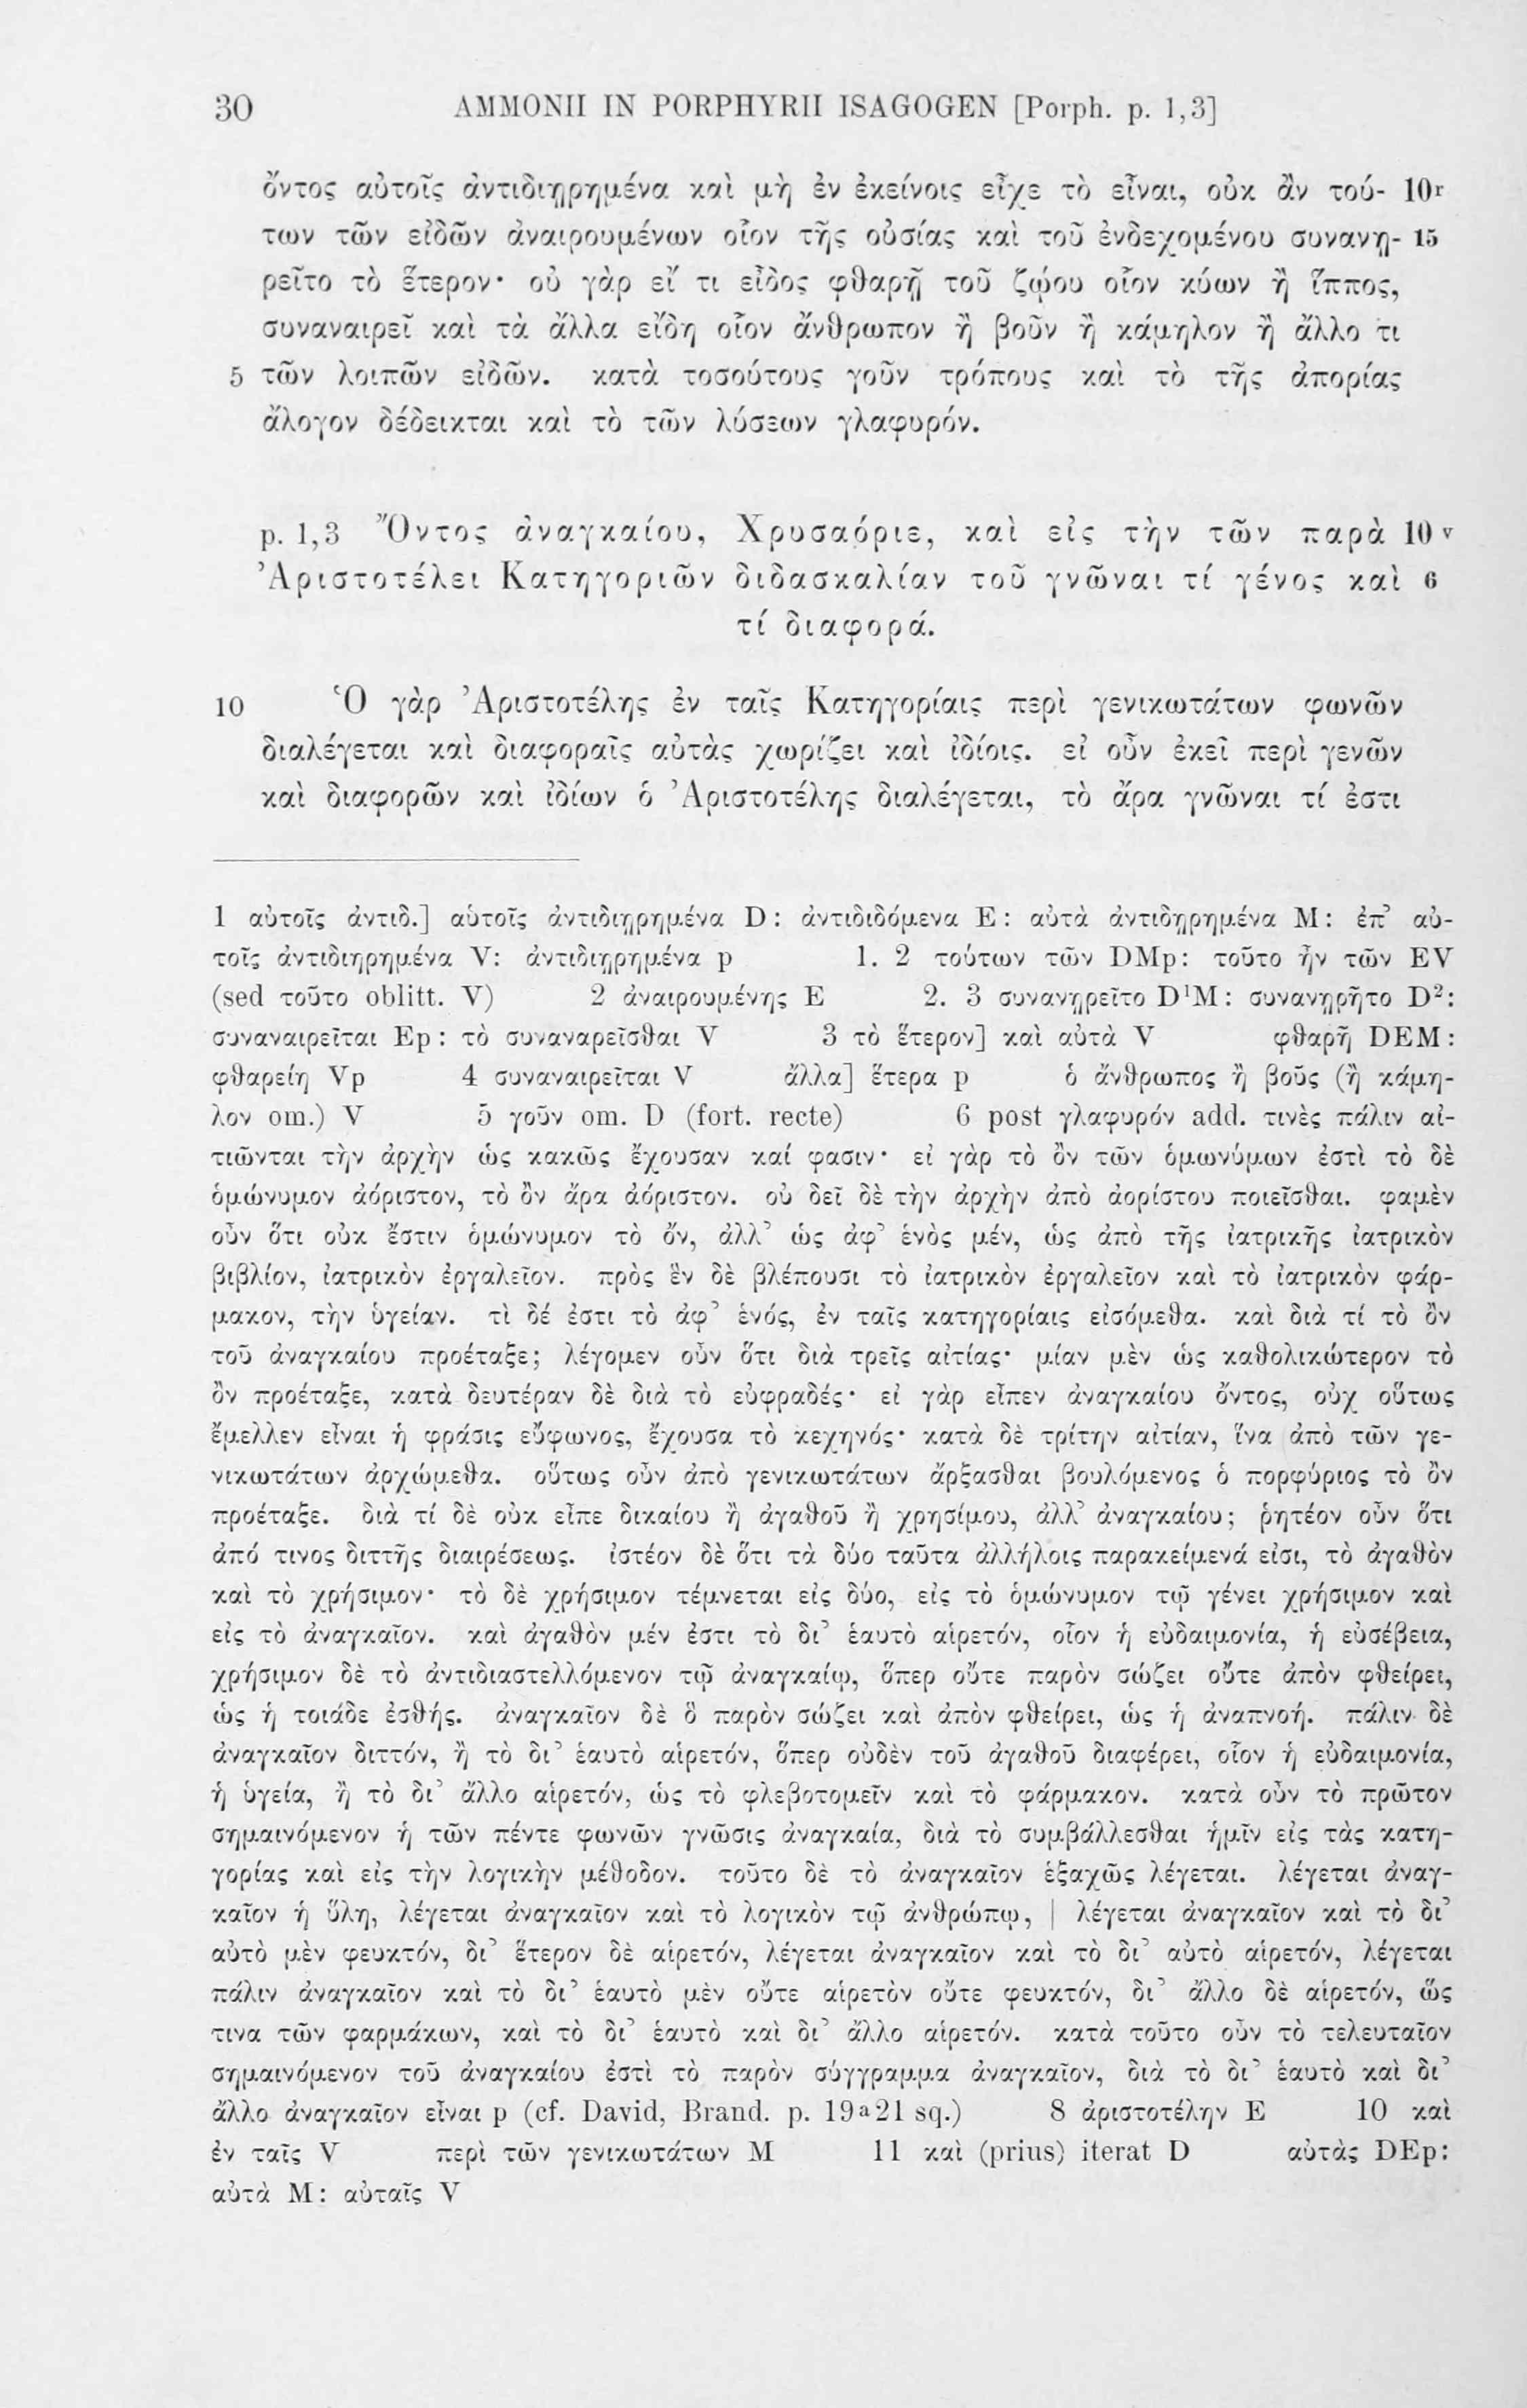 30 AMMONII IN PORPHYRII ISAGOGEN [Porph. p. 1,3]
ὄντος αὐτοῖς ἀντιδιῃρημένα καὶ μὴ ἐν ἐκείνοις εἶχε τὸ εἶναι, οὐκ ἂν τού- 10r
των τῶν εἰδῶν ἀναιρουμένων οἷον τῆς οὐσίας καὶ τοῦ ἐνδεχομένου συνανῃ- 15
ρεῖτο τὸ ἕτερον· οὐ γὰρ εἴ τι εἶδος φθαρῇ τοῦ ζῴου οἷον κύων ἢ ἵππος,
συναναιρεῖ καὶ τὰ ἄλλα εἴδη οἷον ἄνθρωπον ἢ βοῦν ἢ κάμηλον ἢ ἄλλο τι
5 τῶν λοιπῶν εἰδῶν. κατὰ τοσούτους γοῦν τρόπους καὶ τὸ τῆς ἀπορίας
ἄλογον δέδεικται καὶ τὸ τῶν λύσεων γλαφυρόν.
p. 1,3 Ὄντος ἀναγκαίου, Χρυσαόριε, καὶ εἰς τὴν τῶν παρὰ 10v
Ἀριστοτέλει Κατηγοριῶν διδασκαλίαν τοῦ γνῶναι τί γένος καὶ 6
τί διαφορά.
10 Ὁ γὰρ Ἀριστοτέλης ἐν ταῖς Κατηγορίαις περὶ γενικωτάτων φωνῶν
διαλέγεται καὶ διαφοραῖς αὐτὰς χωρίζει καὶ ἰδίοις. εἰ οὖν ἐκεῖ περὶ γενῶν
καὶ διαφορῶν καὶ ἰδίων ὁ Ἀριστοτέλης διαλέγεται, τὸ ἄρα γνῶναι τί ἐστι
1 αὐτοῖς ἀντιδ.] αὑτοῖς ἀντιδιῃρημένα D: ἀντιδιδόμενα E: αὐτὰ ἀντιδῃρημένα M: ἐπ’ αὐ-
τοῖς ἀντιδιηρημένα V: ἀντιδιῃρημένα p 1. 2 τούτων τῶν DMp: τοῦτο ἦν τῶν EV
(sed τοῦτο oblitt. V) 2 ἀναιρουμένης E 2. 3 συνανῃρεῖτο D¹M: συνανῃρῆτο D²:
συναναιρεῖται Ep: τὸ συναναρεῖσθαι V 3 τὸ ἕτερον] καὶ αὐτὰ V φθαρῆ DEM:
φθαρείη Vp 4 συναναιρεῖται V ἄλλα] ἕτερα p ὁ ἄνθρωπος ἢ βοῦς (ἢ κάμη-
λον om.) V 5 γοῦν om. D (fort. recte) 6 post γλαφυρόν add. τινὲς πάλιν αἰ-
τιῶνται τὴν ἀρχὴν ὡς κακῶς ἔχουσαν καί φασιν· εἰ γὰρ τὸ ὂν τῶν ὁμωνύμων ἐστὶ τὸ δὲ
ὁμώνυμον ἀόριστον, τὸ ὂν ἄρα ἀόριστον. οὐ δεῖ δὲ τὴν ἀρχὴν ἀπὸ ἀορίστου ποιεῖσθαι. φαμὲν
οὖν ὅτι οὐκ ἔστιν ὁμώνυμον τὸ ὄν, ἀλλ’ ὡς ἀφ’ ἑνὸς μέν, ὡς ἀπὸ τῆς ἰατρικῆς ἰατρικὸν
βιβλίον, ἰατρικὸν ἐργαλεῖον. πρὸς ἓν δὲ βλέπουσι τὸ ἰατρικὸν ἐργαλεῖον καὶ τὸ ἰατρικὸν φάρ-
μακον, τὴν ὑγείαν. τὶ δέ ἐστι τὸ ἀφ’ ἑνός, ἐν ταῖς κατηγορίαις εἰσόμεθα. καὶ διὰ τί τὸ ὂν
τοῦ ἀναγκαίου προέταξε; λέγομεν οὖν ὅτι διὰ τρεῖς αἰτίας· μίαν μὲν ὡς καθολικώτερον τὸ
ὂν προέταξε, κατὰ δευτέραν δὲ διὰ τὸ εὐφραδές· εἰ γὰρ εἶπεν ἀναγκαίου ὄντος, οὐχ οὕτως
ἔμελλεν εἶναι ἡ φράσις εὔφωνος, ἔχουσα τὸ κεχηνός· κατὰ δὲ τρίτην αἰτίαν, ἵνα ἀπὸ τῶν γε-
νικωτάτων ἀρχώμεθα. οὕτως οὖν ἀπὸ γενικωτάτων ἄρξασθαι βουλόμενος ὁ πορφύριος τὸ ὂν
προέταξε. διὰ τί δὲ οὐκ εἶπε δικαίου ἢ ἀγαθοῦ ἢ χρησίμου, ἀλλ’ ἀναγκαίου; ῥητέον οὖν ὅτι
ἀπό τινος διττῆς διαιρέσεως. ἰστέον δὲ ὅτι τὰ δύο ταῦτα ἀλλήλοις παρακείμενά εἰσι, τὸ ἀγαθὸν
καὶ τὸ χρήσιμον· τὸ δὲ χρήσιμον τέμνεται εἰς δύο, εἰς τὸ ὁμώνυμον τῷ γένει χρήσιμον καὶ
εἰς τὸ ἀναγκαῖον. καὶ ἀγαθὸν μέν ἐστι τὸ δι’ ἑαυτὸ αἱρετόν, οἷον ἡ εὐδαιμονία, ἡ εὐσέβεια,
χρήσιμον δὲ τὸ ἀντιδιαστελλόμενον τῷ ἀναγκαίῳ, ὅπερ οὔτε παρὸν σώζει οὔτε ἀπὸν φθείρει,
ὡς ἡ τοιάδε ἐσθής. ἀναγκαῖον δὲ ὃ παρὸν σώζει καὶ ἀπὸν φθείρει, ὡς ἡ ἀναπνοή. πάλιν δὲ
ἀναγκαῖον διττόν, ἢ τὸ δι’ ἑαυτὸ αἱρετόν, ὅπερ οὐδὲν τοῦ ἀγαθοῦ διαφέρει, οἷον ἡ εὐδαιμονία,
ἡ ὑγεία, ἢ τὸ δι’ ἄλλο αἱρετόν, ὡς τὸ φλεβοτομεῖν καὶ τὸ φάρμακον. κατὰ οὖν τὸ πρῶτον
σημαινόμενον ἡ τῶν πέντε φωνῶν γνῶσις ἀναγκαία, διὰ τὸ συμβάλλεσθαι ἡμῖν εἰς τὰς κατη-
γορίας καὶ εἰς τὴν λογικὴν μέθοδον. τοῦτο δὲ τὸ ἀναγκαῖον ἑξαχῶς λέγεται. λέγεται ἀναγ-
καῖον ἡ ὕλη, λέγεται ἀναγκαῖον καὶ τὸ λογικὸν τῷ ἀνθρώπῳ, | λέγεται ἀναγκαῖον καὶ τὸ δι’
αὐτὸ μὲν φευκτόν, δι’ ἕτερον δὲ αἱρετόν, λέγεται ἀναγκαῖον καὶ τὸ δι’ αὐτὸ αἱρετόν, λέγεται
πάλιν ἀναγκαῖον καὶ τὸ δι’ ἑαυτὸ μὲν οὔτε αἱρετὸν οὔτε φευκτόν, δι’ ἄλλο δὲ αἱρετόν, ὥς
τινα τῶν φαρμάκων, καὶ τὸ δι’ ἑαυτὸ καὶ δι’ ἄλλο αἱρετόν. κατὰ τοῦτο οὖν τὸ τελευταῖον
σημαινόμενον τοῦ ἀναγκαίου ἐστὶ τὸ παρὸν σύγγραμμα ἀναγκαῖον, διὰ τὸ δι’ ἑαυτὸ καὶ δι’
ἄλλο ἀναγκαῖον εἶναι p (cf. David, Brand. p. 19a21 sq.) 8 ἀριστοτέλην E 10 καὶ
ἐν ταῖς V περὶ τῶν γενικωτάτων M 11 καὶ (prius) iterat D αὐτὰς DEp:
αὐτὰ M: αὐταῖς V